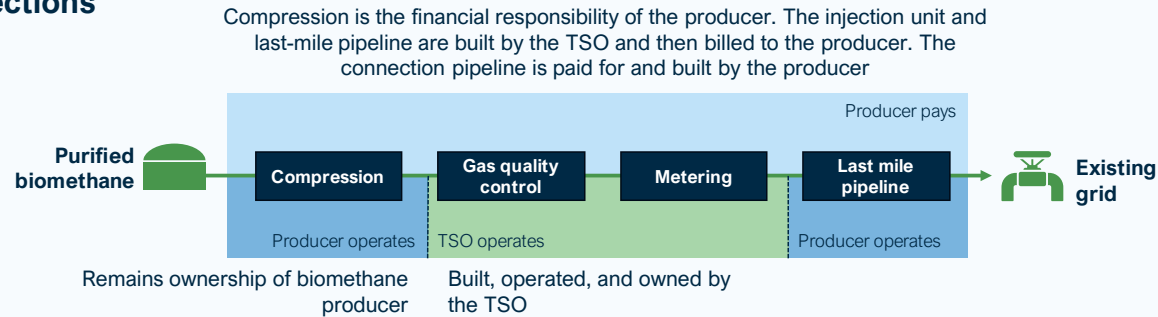 Compression is the financial responsibility of the producer. The injection unit and
last-mile pipeline are built by the TSO and then billed to the producer. The
connection pipeline is paid for and built by the producer
Producer pays
Purified
biomethane
Compression
Gas quality
control
Metering
Last mile
pipeline
Existing
grid
Producer operates
TSO operates
Producer operates
Remains ownership of biomethane
producer
Built, operated, and owned by
the TSO